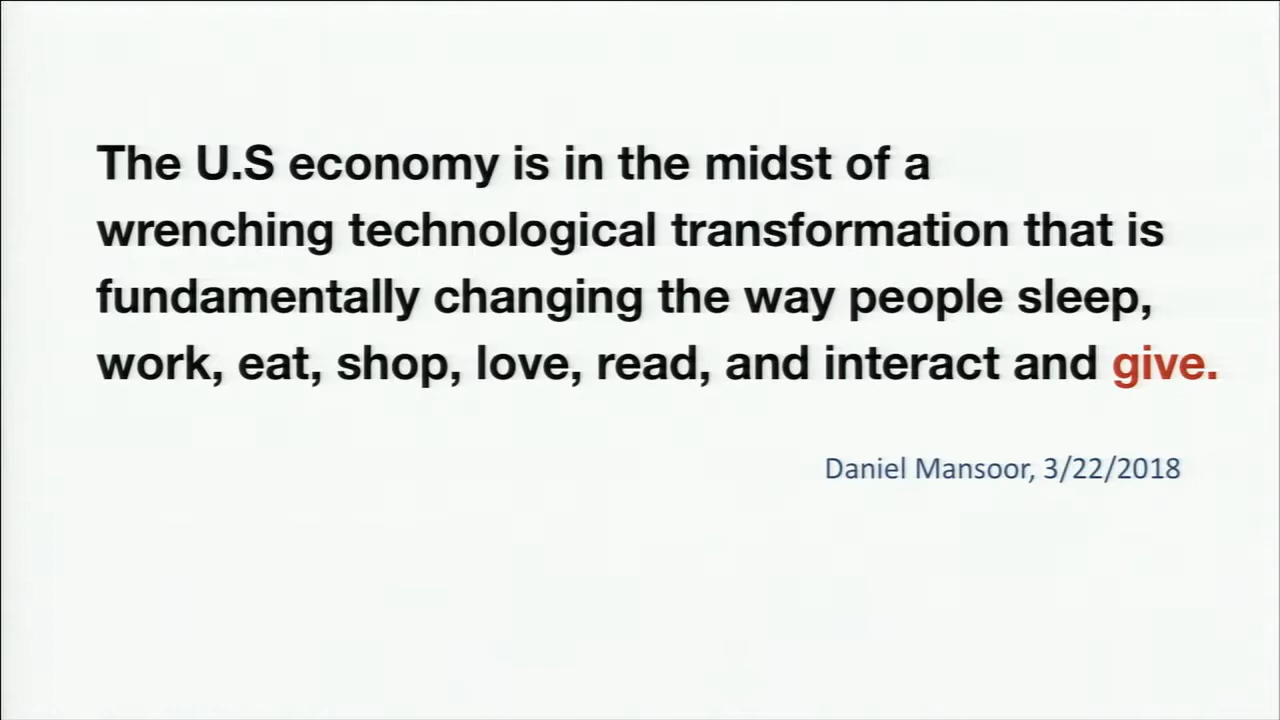 The U.S economy is in the midst of a
wrenching technological transformation that is
fundamentally changing the way people sleep,
work, eat, shop, love, read, and interact and give.
Daniel Mansoor, 3/22/2018